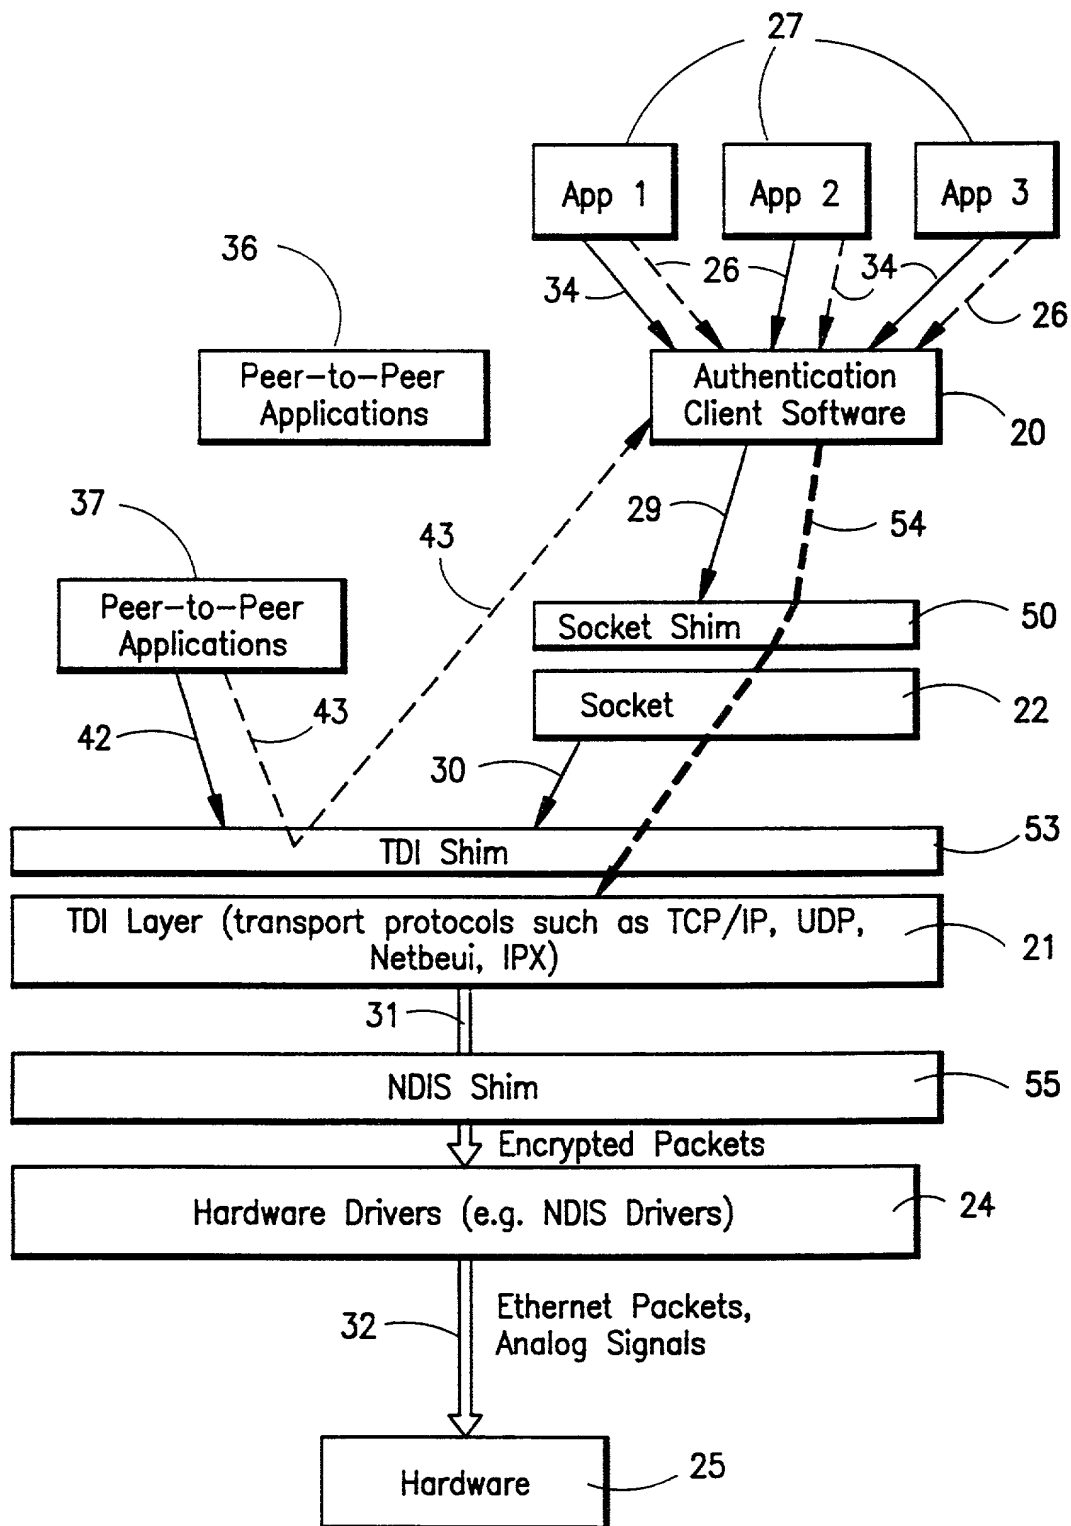 27
App 1
App 2
App 3
36
34
26
34
26
Peer-to-Peer
Applications
Authentication
Client Software
20
37
43
29
54
Peer-to-Peer
Applications
Socket Shim
50
43
42
Socket
22
30
TDI Shim
53
TDI Layer (transport protocols such as TCP/IP, UDP,
Netbeui, IPX)
21
31
NDIS Shim
55
Encrypted Packets
Hardware Drivers (e.g. NDIS Drivers)
24
32
Ethernet Packets,
Analog Signals
Hardware
25